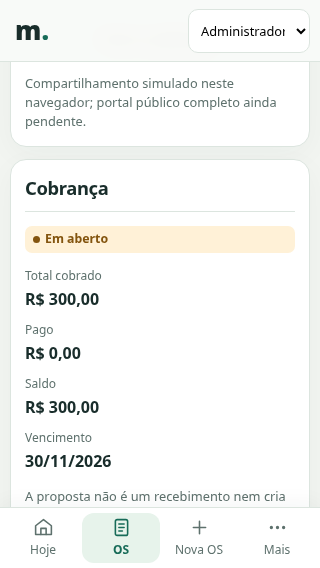 m.
Administrador
Compartilhamento simulado neste
navegador; portal público completo ainda
pendente.
Cobrança
Em aberto
Total cobrado
R$ 300,00
Pago
R$ 0,00
Saldo
R$ 300,00
Vencimento
30/11/2026
A proposta não é um recebimento nem cria
Hoje
OS
Nova OS
Mais